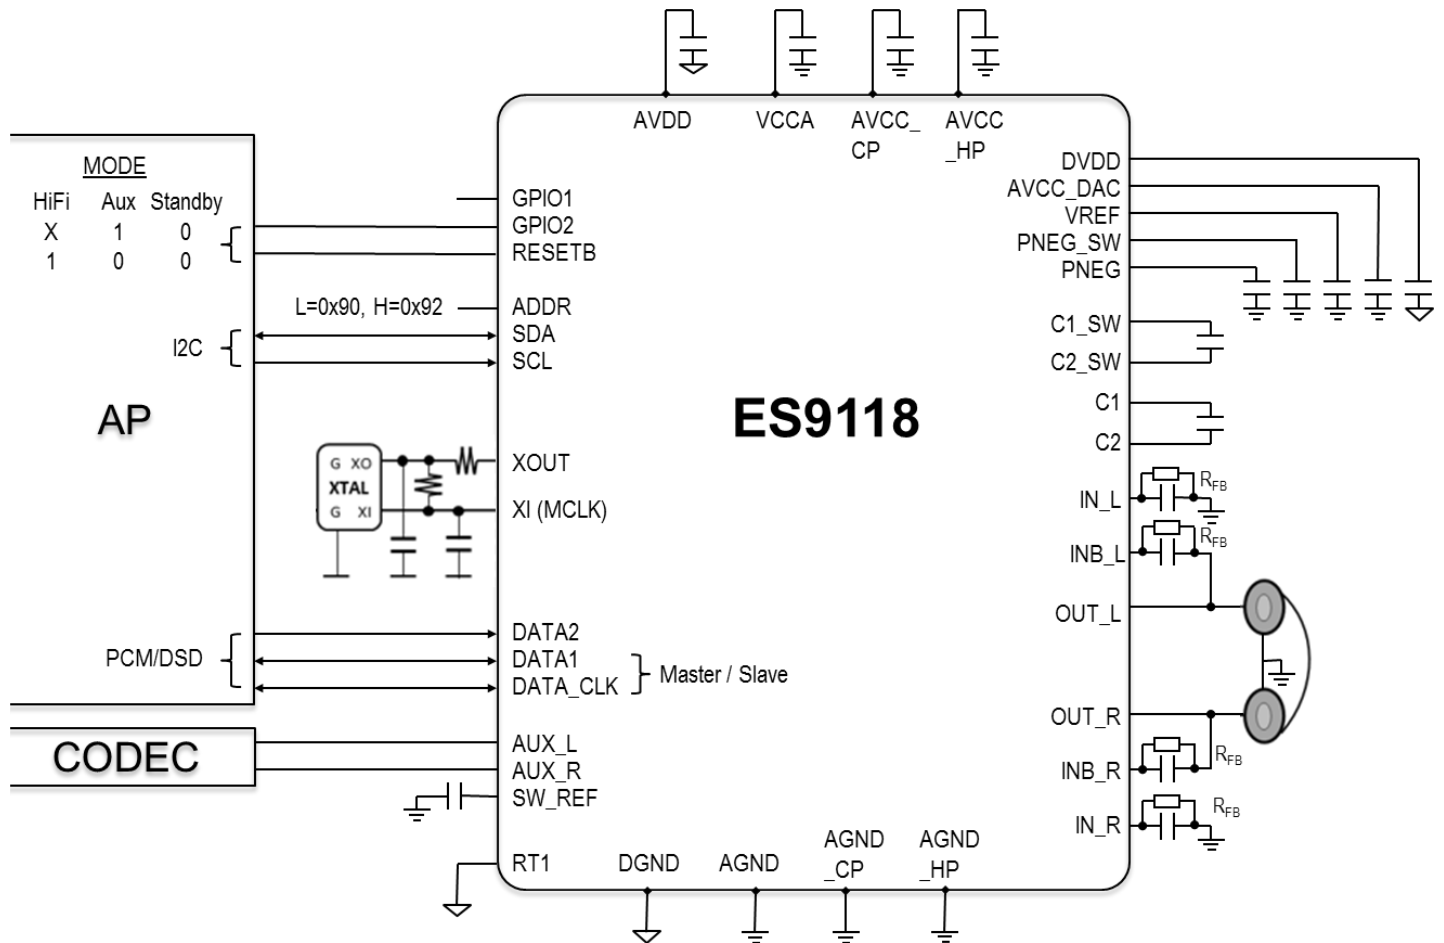 AVDD
VCCA
AVCC_
CP
AVCC
_HP
MODE
HiFi Aux Standby
X 1 0
1 0 0
I2C
AP
PCM/DSD
CODEC
L=0x90, H=0x92
G XO
XTAL
G XI
GPIO1
GPIO2
RESETB
ADDR
SDA
SCL
XOUT
XI (MCLK)
DATA2
DATA1
DATA_CLK
Master / Slave
AUX_L
AUX_R
SW_REF
RT1
ES9118
DVDD
AVCC_DAC
VREF
PNEG_SW
PNEG
C1_SW
C2_SW
C1
C2
IN_L
RFB
INB_L
RFB
OUT_L
OUT_R
INB_R
RFB
IN_R
RFB
DGND
AGND
AGND
_CP
AGND
_HP